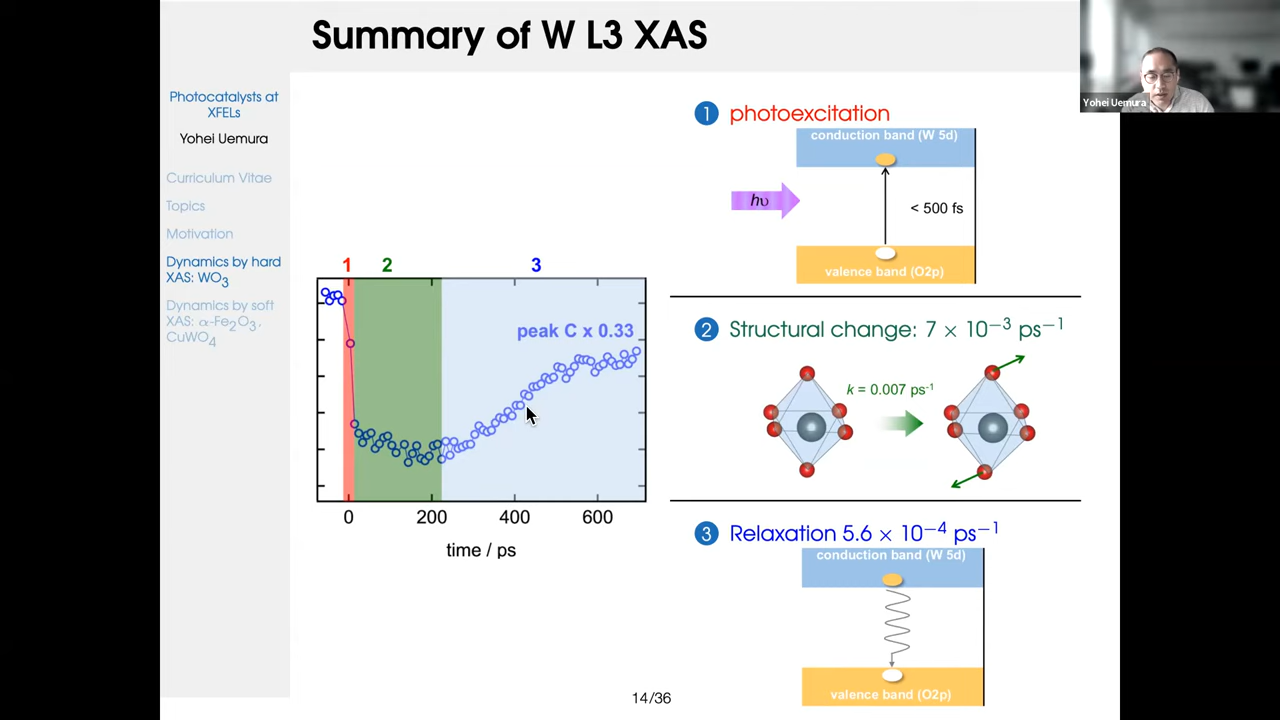 Summary of W L3 XAS
Photocatalysts at
XFELs
Yohei Uemura
Curriculum Vitae
Topics
Motivation
Dynamics by hard
XAS: WO₃
Dynamics by soft
XAS: α-Fe₂O₃,
CuWO₄
1 2 3
peak C x 0.33
0 200 400 600
time / ps
1 photoexcitation
conduction band (W 5d)
hυ
< 500 fs
valence band (O2p)
2 Structural change: 7 × 10⁻³ ps⁻¹
k = 0.007 ps⁻¹
3 Relaxation 5.6 × 10⁻⁴ ps⁻¹
conduction band (W 5d)
valence band (O2p)
14/36
Yohei Uemura